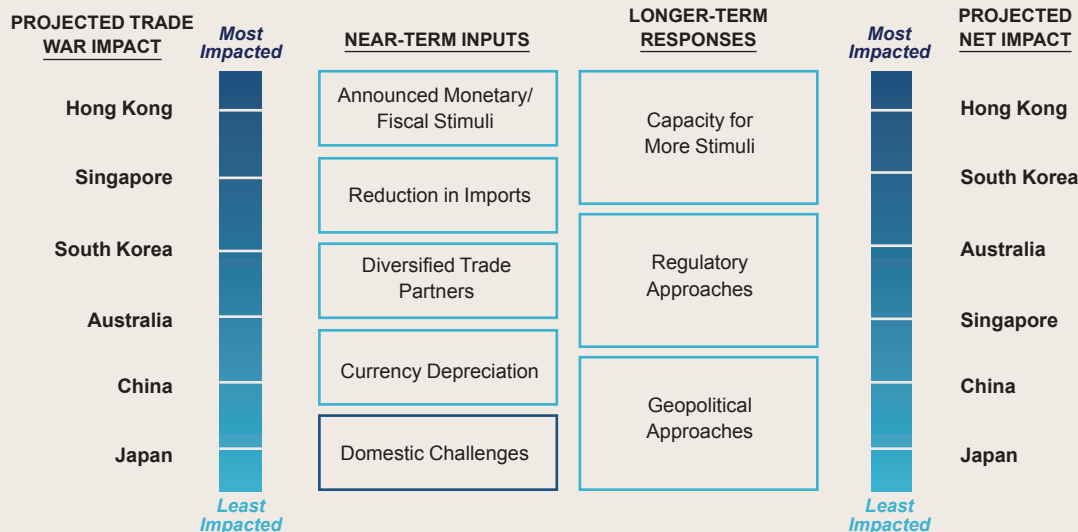 PROJECTED TRADE
WAR IMPACT
Most
Impacted
Hong Kong
Singapore
South Korea
Australia
China
Japan
Least
Impacted
NEAR-TERM INPUTS
Announced Monetary/
Fiscal Stimuli
Reduction in Imports
Diversified Trade
Partners
Currency Depreciation
Domestic Challenges
LONGER-TERM
RESPONSES
Capacity for
More Stimuli
Regulatory
Approaches
Geopolitical
Approaches
Most
Impacted
Least
Impacted
PROJECTED
NET IMPACT
Hong Kong
South Korea
Australia
Singapore
China
Japan